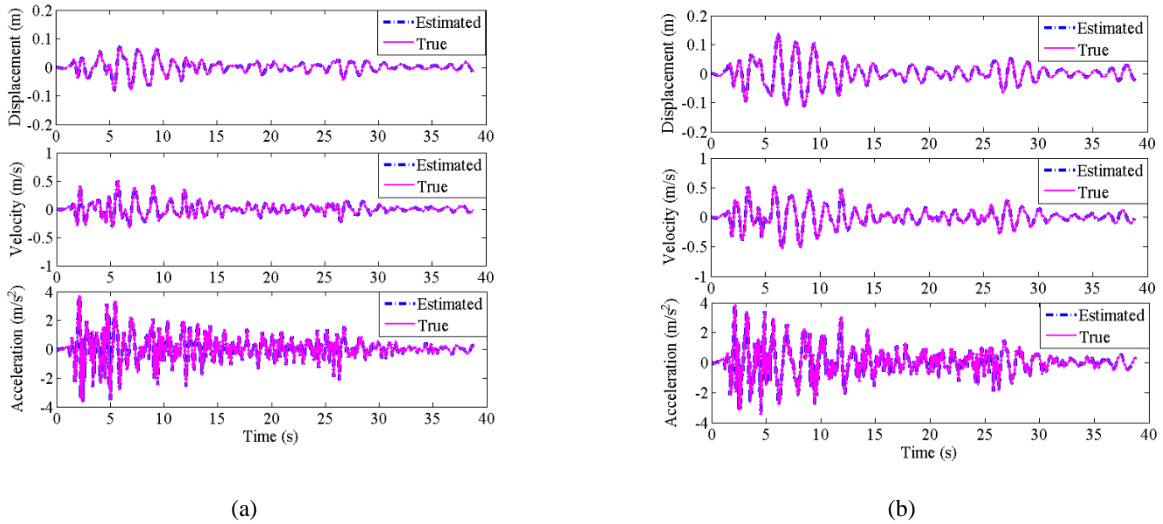 Displacement (m)
0.2
0.1
0
-0.1
-0.2
0 5 10 15 20 25 30 35 40
Estimated
True
Velocity (m/s)
1
0.5
0
-0.5
-1
0 5 10 15 20 25 30 35 40
Estimated
True
Acceleration (m/s²)
4
2
0
-2
-4
0 5 10 15 20 25 30 35 40
Estimated
True
Time (s)
(a)
Displacement (m)
0.2
0.1
0
-0.1
-0.2
0 5 10 15 20 25 30 35 40
Estimated
True
Velocity (m/s)
1
0.5
0
-0.5
-1
0 5 10 15 20 25 30 35 40
Estimated
True
Acceleration (m/s²)
4
2
0
-2
-4
0 5 10 15 20 25 30 35 40
Estimated
True
Time (s)
(b)